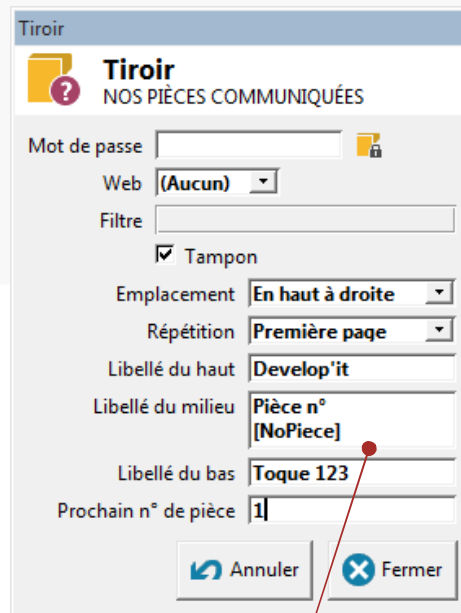 Tiroir
Tiroir
NOS PIÈCES COMMUNIQUÉES
Mot de passe
Web (Aucun)
Filtre
Tampon
Emplacement En haut à droite
Répétition Première page
Libellé du haut Develop'it
Libellé du milieu Pièce n°
[NoPiece]
Libellé du bas Toque 123
Prochain n° de pièce 1
Annuler Fermer